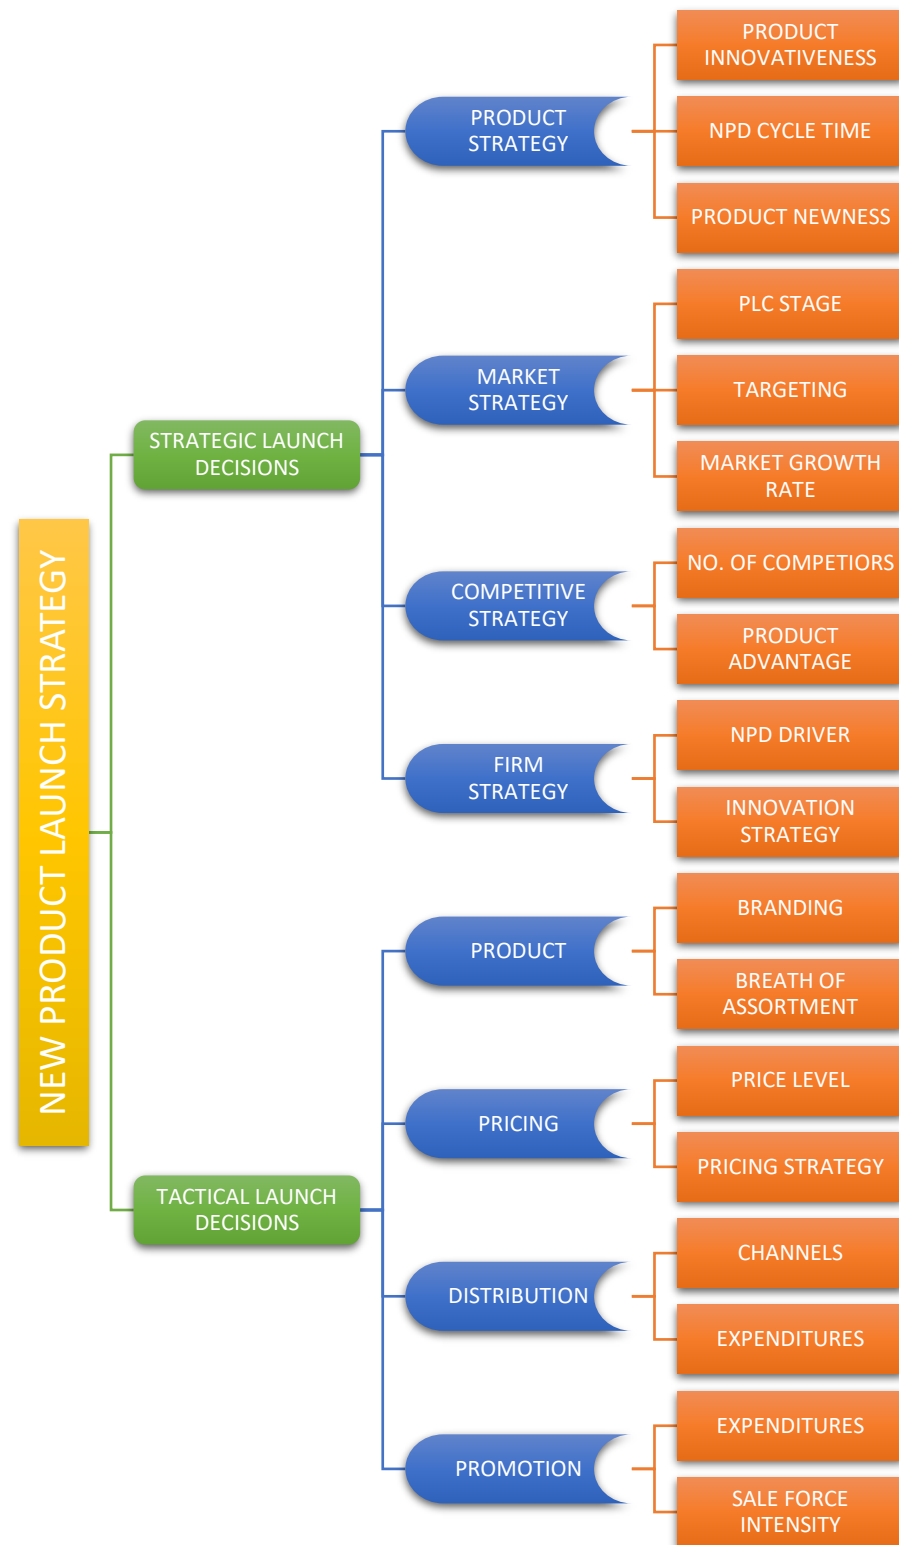 NEW PRODUCT LAUNCH STRATEGY
STRATEGIC LAUNCH
DECISIONS
PRODUCT
STRATEGY
PRODUCT
INNOVATIVENESS
NPD CYCLE TIME
PRODUCT NEWNESS
MARKET
STRATEGY
PLC STAGE
TARGETING
MARKET GROWTH
RATE
COMPETITIVE
STRATEGY
NO. OF COMPETIORS
PRODUCT
ADVANTAGE
FIRM
STRATEGY
NPD DRIVER
INNOVATION
STRATEGY
TACTICAL LAUNCH
DECISIONS
PRODUCT
BRANDING
BREATH OF
ASSORTMENT
PRICING
PRICE LEVEL
PRICING STRATEGY
DISTRIBUTION
CHANNELS
EXPENDITURES
PROMOTION
EXPENDITURES
SALE FORCE
INTENSITY